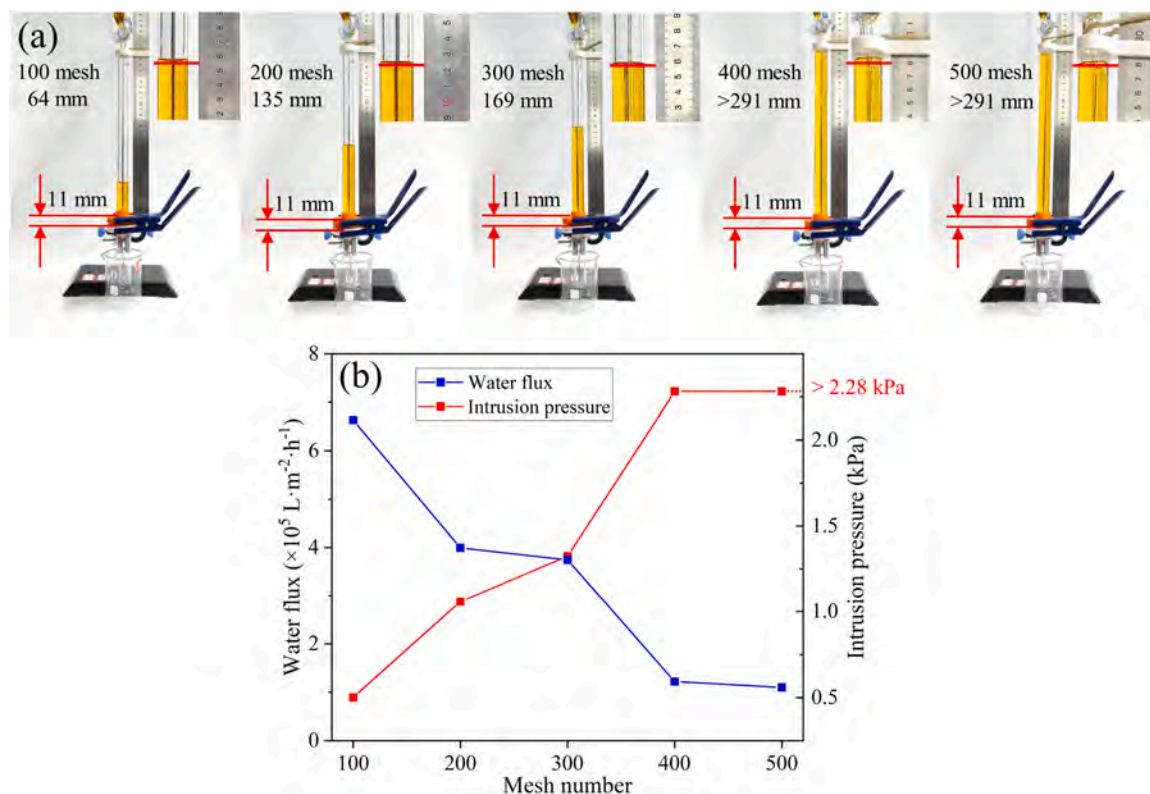 (a)
100 mesh
64 mm
11 mm
200 mesh
135 mm
11 mm
300 mesh
169 mm
11 mm
400 mesh
>291 mm
11 mm
500 mesh
>291 mm
11 mm
(b)
Water flux
Intrusion pressure
> 2.28 kPa
Water flux (×10⁵ L·m⁻²·h⁻¹)
8
6
4
2
0
Intrusion pressure (kPa)
2.0
1.5
1.0
0.5
100 200 300 400 500
Mesh number